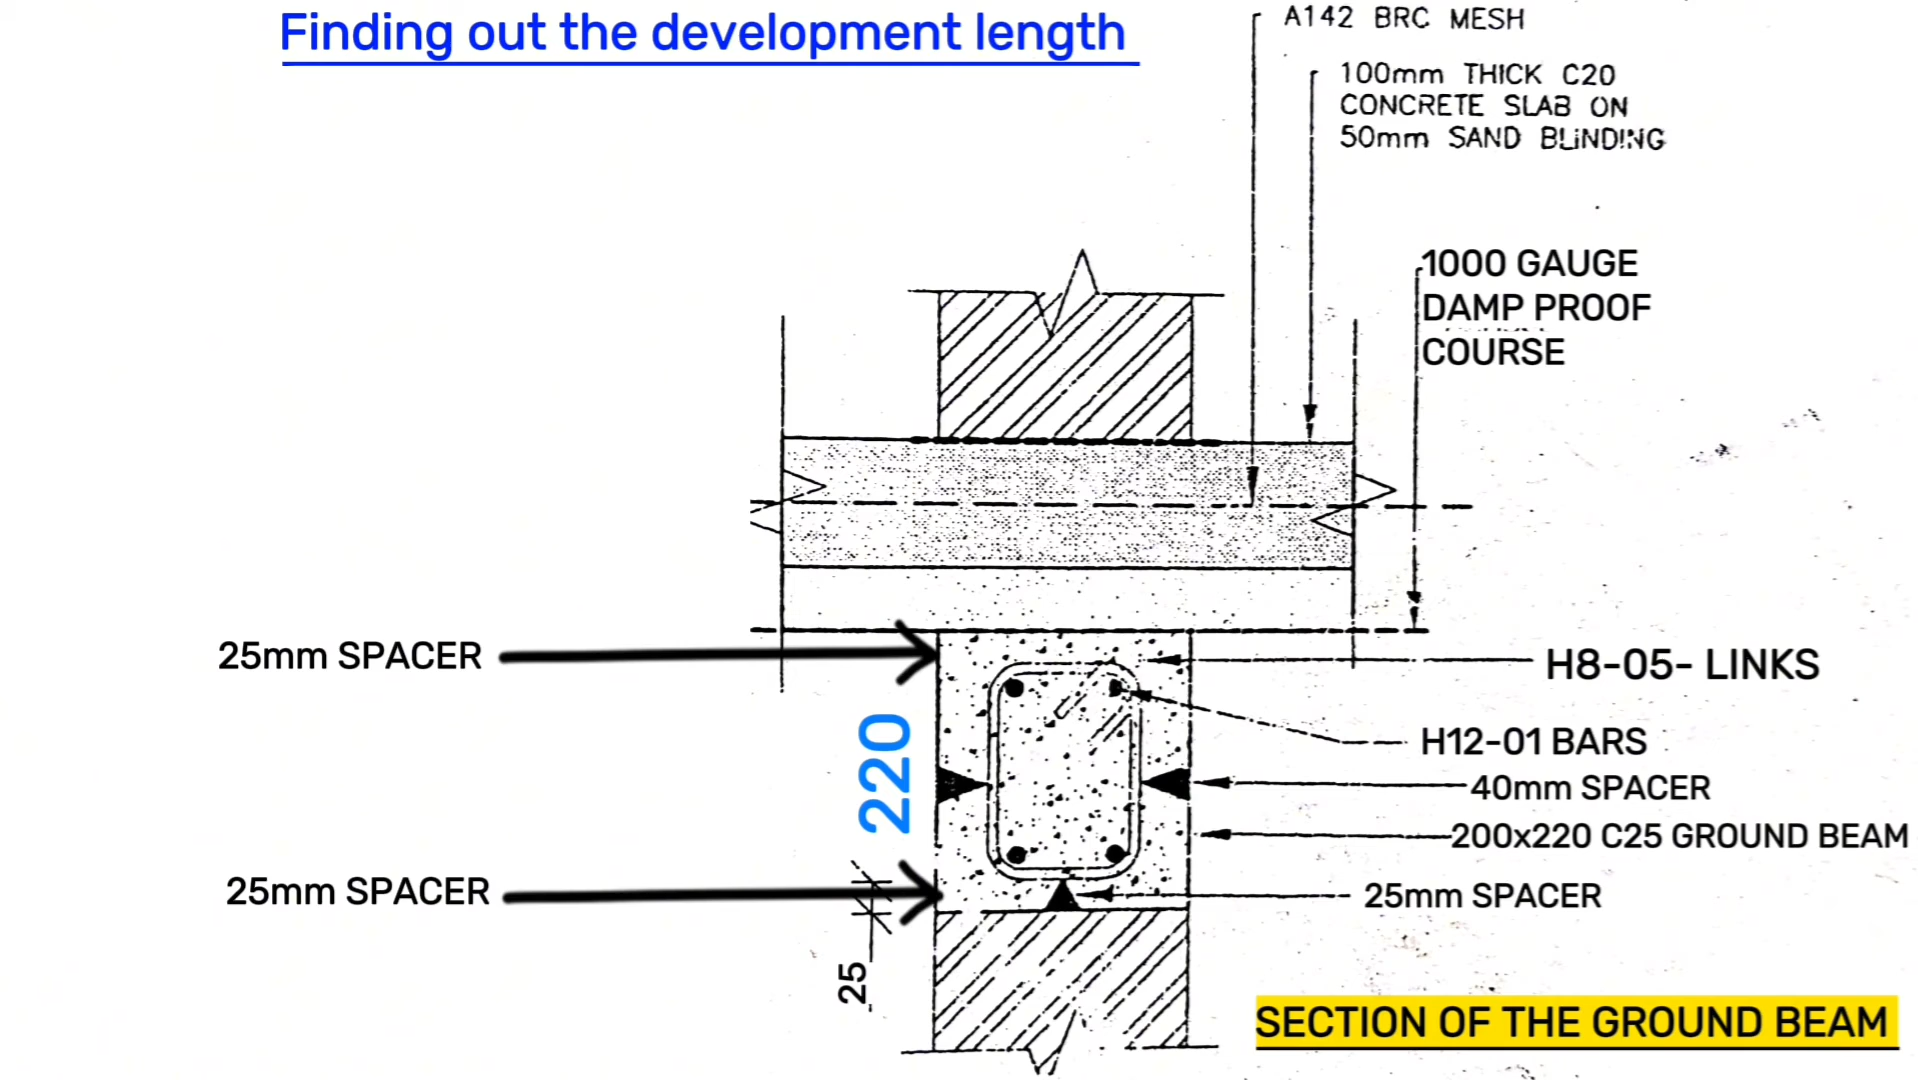 Finding out the development length
A142 BRC MESH
100mm THICK C20
CONCRETE SLAB ON
50mm SAND BLINDING
1000 GAUGE
DAMP PROOF
COURSE
25mm SPACER
H8-05- LINKS
220
H12-01 BARS
40mm SPACER
200x220 C25 GROUND BEAM
25mm SPACER
25mm SPACER
25
SECTION OF THE GROUND BEAM